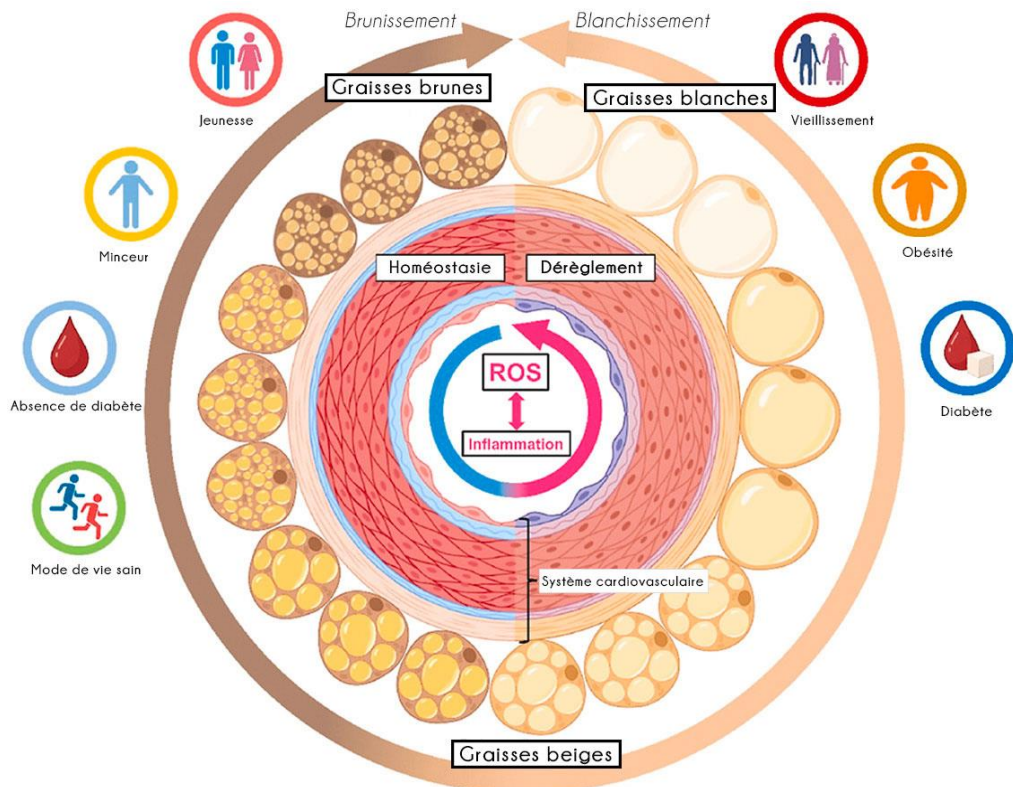 Brunissement
Blanchissement
Graisses brunes
Graisses blanches
Jeunesse
Vieillissement
Minceur
Obésité
Homéostasie
Dérèglement
ROS
Inflammation
Absence de diabète
Diabète
Mode de vie sain
Système cardiovasculaire
Graisses beiges